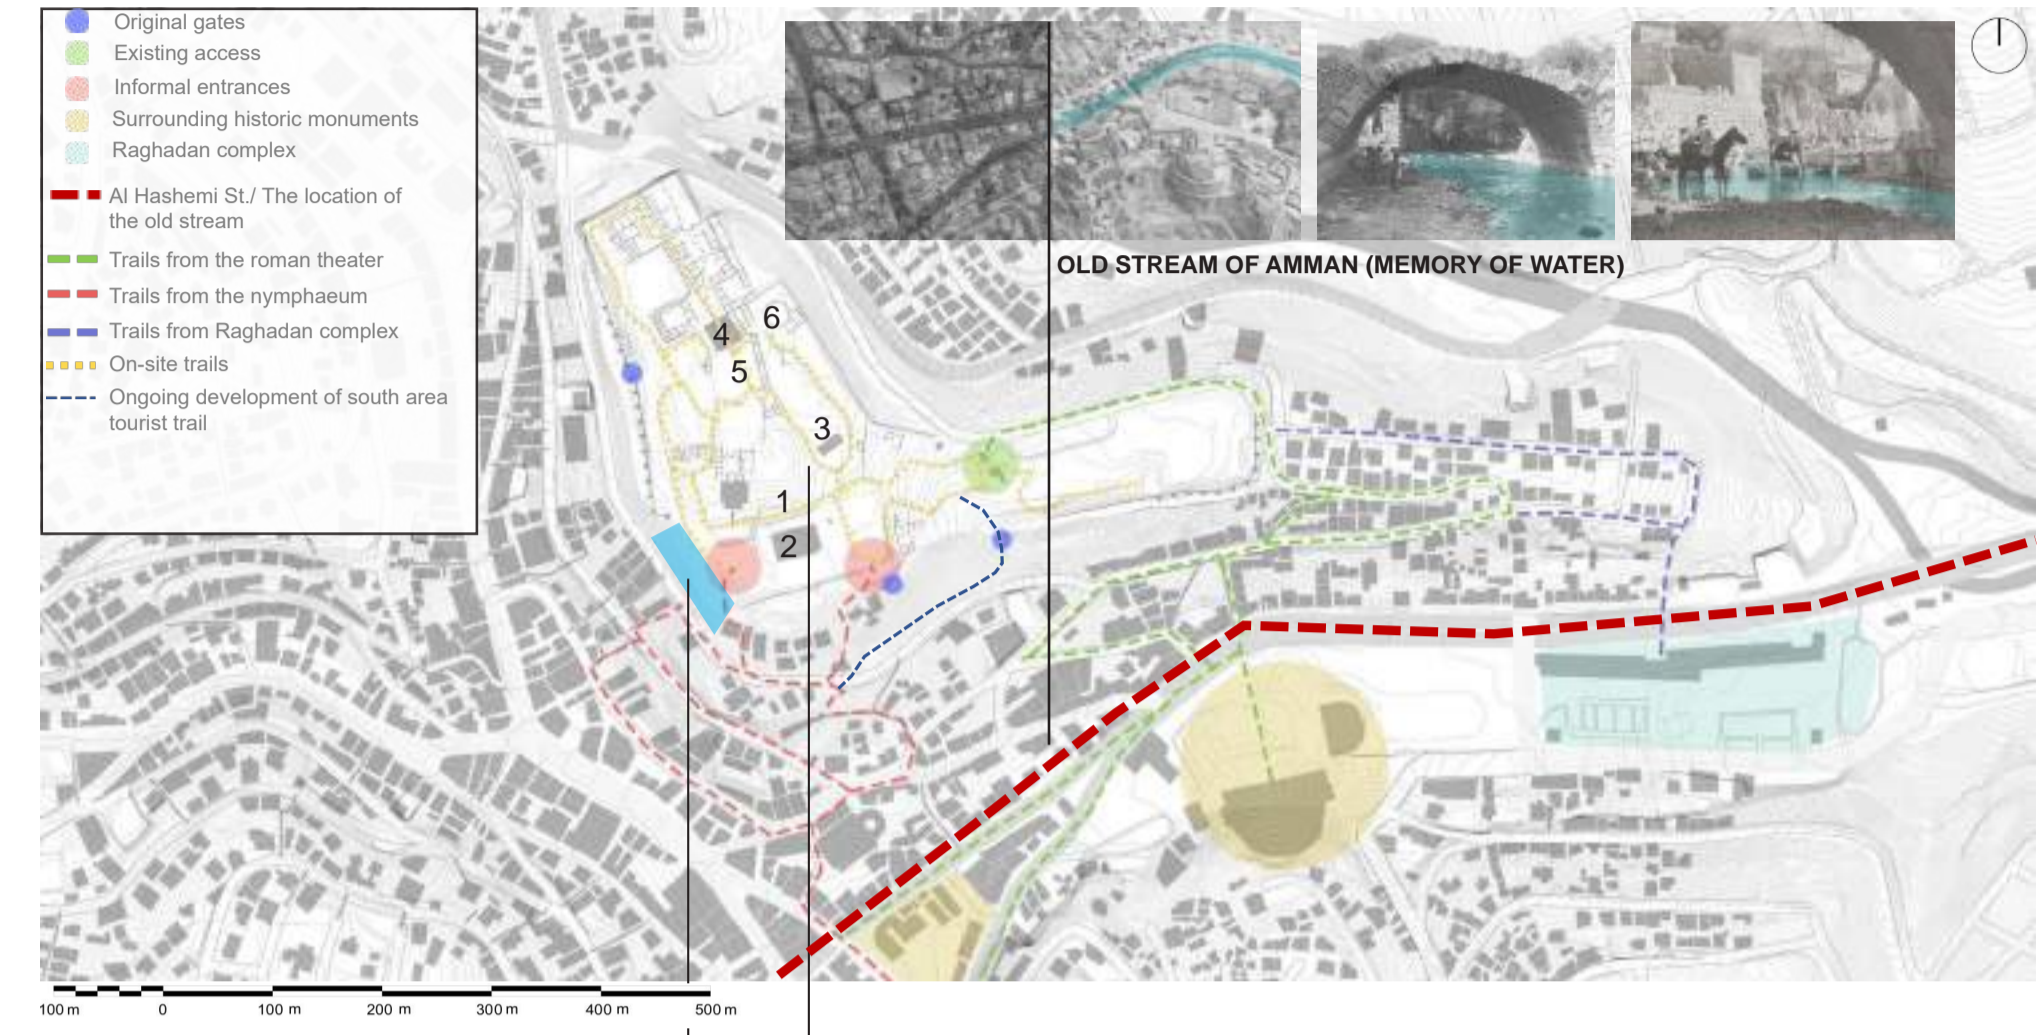 Original gates
Existing access
Informal entrances
Surrounding historic monuments
Raghadan complex
Al Hashemi St./ The location of
the old stream
Trails from the roman theater
Trails from the nymphaeum
Trails from Raghadan complex
On-site trails
Ongoing development of south area
tourist trail
OLD STREAM OF AMMAN (MEMORY OF WATER)
4
6
5
3
1
2
100 m 0 100 m 200 m 300 m 400 m 500 m